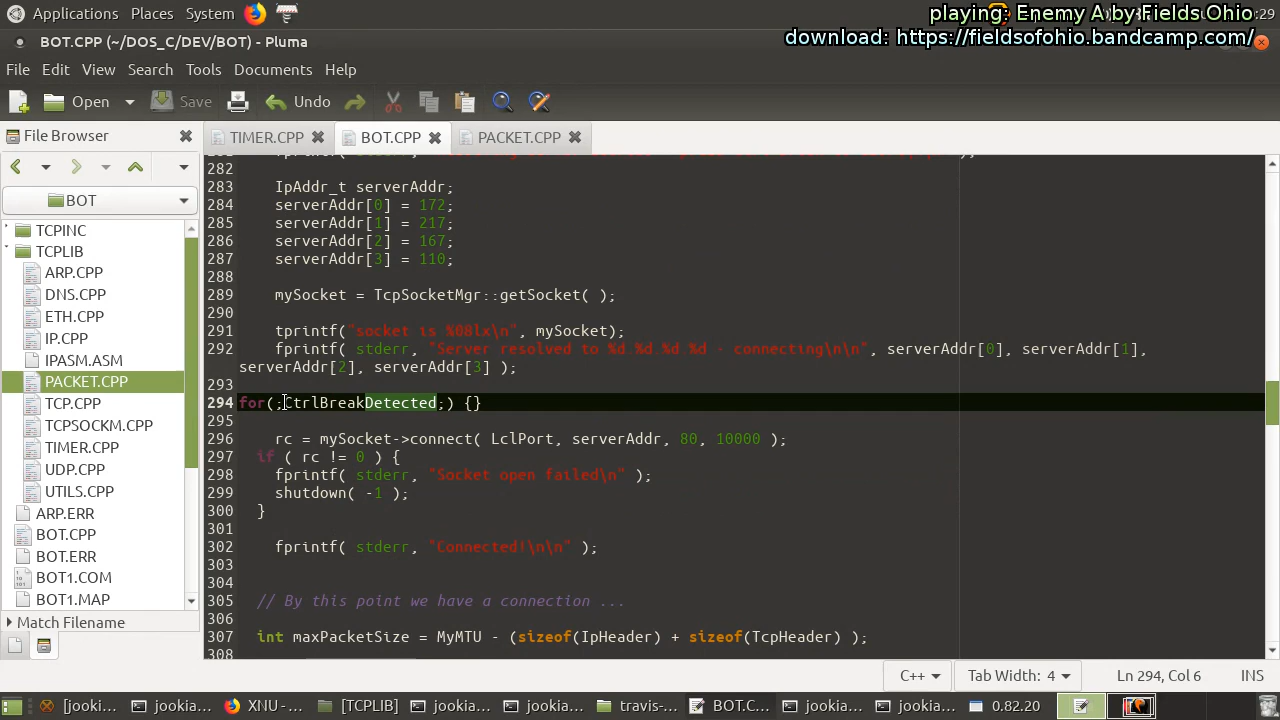 Applications Places System
playing: Enemy A by Fields Ohio
:29
download: https://fieldsofohio.bandcamp.com/
BOT.CPP (~/DOS_C/DEV/BOT) - Pluma
File Edit View Search Tools Documents Help
Open Save Undo
File Browser
TIMER.CPP BOT.CPP PACKET.CPP
BOT
TCPINC
TCPLIB
ARP.CPP
DNS.CPP
ETH.CPP
IP.CPP
IPASM.ASM
PACKET.CPP
TCP.CPP
TCPSOCKM.CPP
TIMER.CPP
UDP.CPP
UTILS.CPP
ARP.ERR
BOT.CPP
BOT.ERR
BOT1.COM
BOT1.MAP
Match Filename
282
283 IpAddr_t serverAddr;
284 serverAddr[0] = 172;
285 serverAddr[1] = 217;
286 serverAddr[2] = 167;
287 serverAddr[3] = 110;
288
289 mySocket = TcpSocketMgr::getSocket( );
290
291 tprintf("socket is %08lx\n", mySocket);
292 fprintf( stderr, "Server resolved to %d.%d.%d.%d - connecting\n\n", serverAddr[0], serverAddr[1],
serverAddr[2], serverAddr[3] );
293
294 for(;CtrlBreakDetected;) {}
295
296 rc = mySocket->connect( LclPort, serverAddr, 80, 10000 );
297 if ( rc != 0 ) {
298 fprintf( stderr, "Socket open failed\n" );
299 shutdown( -1 );
300 }
301
302 fprintf( stderr, "Connected!\n\n" );
303
304
305 // By this point we have a connection ...
306
307 int maxPacketSize = MyMTU - (sizeof(IpHeader) + sizeof(TcpHeader) );
308
C++ Tab Width: 4 Ln 294, Col 6 INS
[jooki... jookia... XNU -... [TCPLIB] jookia... jookia... travis-... BOT.C... jookia... jookia... 0.82.20